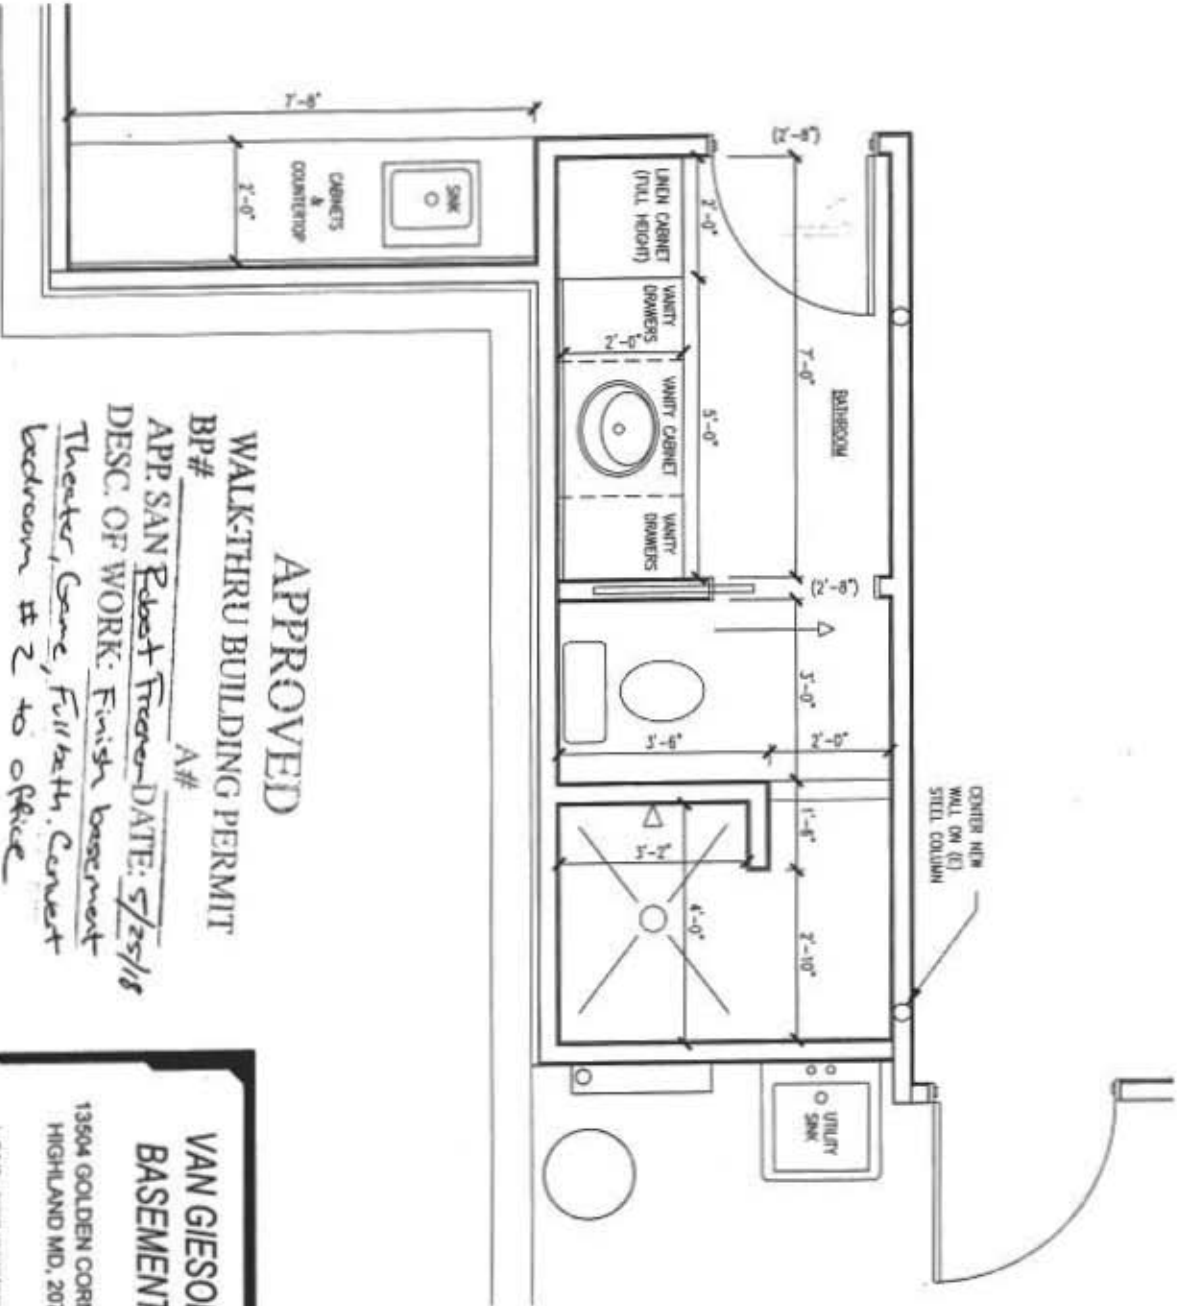 7'-8"
2'-0"
CABINETS
&
COUNTERTOP
SINK
LINEN CABINET
(FULL HEIGHT)
2'-0"
(2'-8")
VANITY
DRAWERS
2'-0"
VANITY CABINET
5'-0"
7'-0"
BATHROOM
VANITY
DRAWERS
(2'-8")
3'-0"
3'-6"
2'-0"
1'-8"
3'-2"
4'-0"
2'-10"
CENTER NEW
WALL ON (E)
STEEL COLUMN
UTILITY
SINK
APPROVED
WALK-THRU BUILDING PERMIT
BP# A#
APP. SAN Robert DATE: 5/25/18
DESC. OF WORK: Finish basement
Theater, Game, Full bath. Convert
bedroom #2 to office
VAN GIESO
BASEMENT
13504 GOLDEN COR
HIGHLAND MD, 207